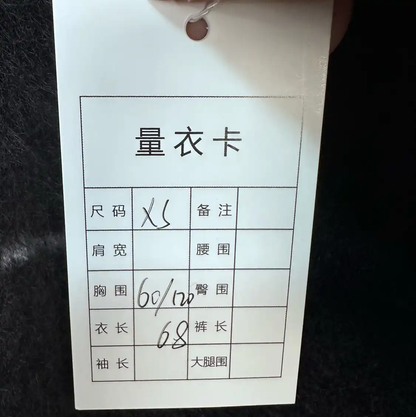 量衣卡
尺码 XS 备注
肩宽 腰围
胸围 60/120 臀围
衣长 68 裤长
袖长 大腿围